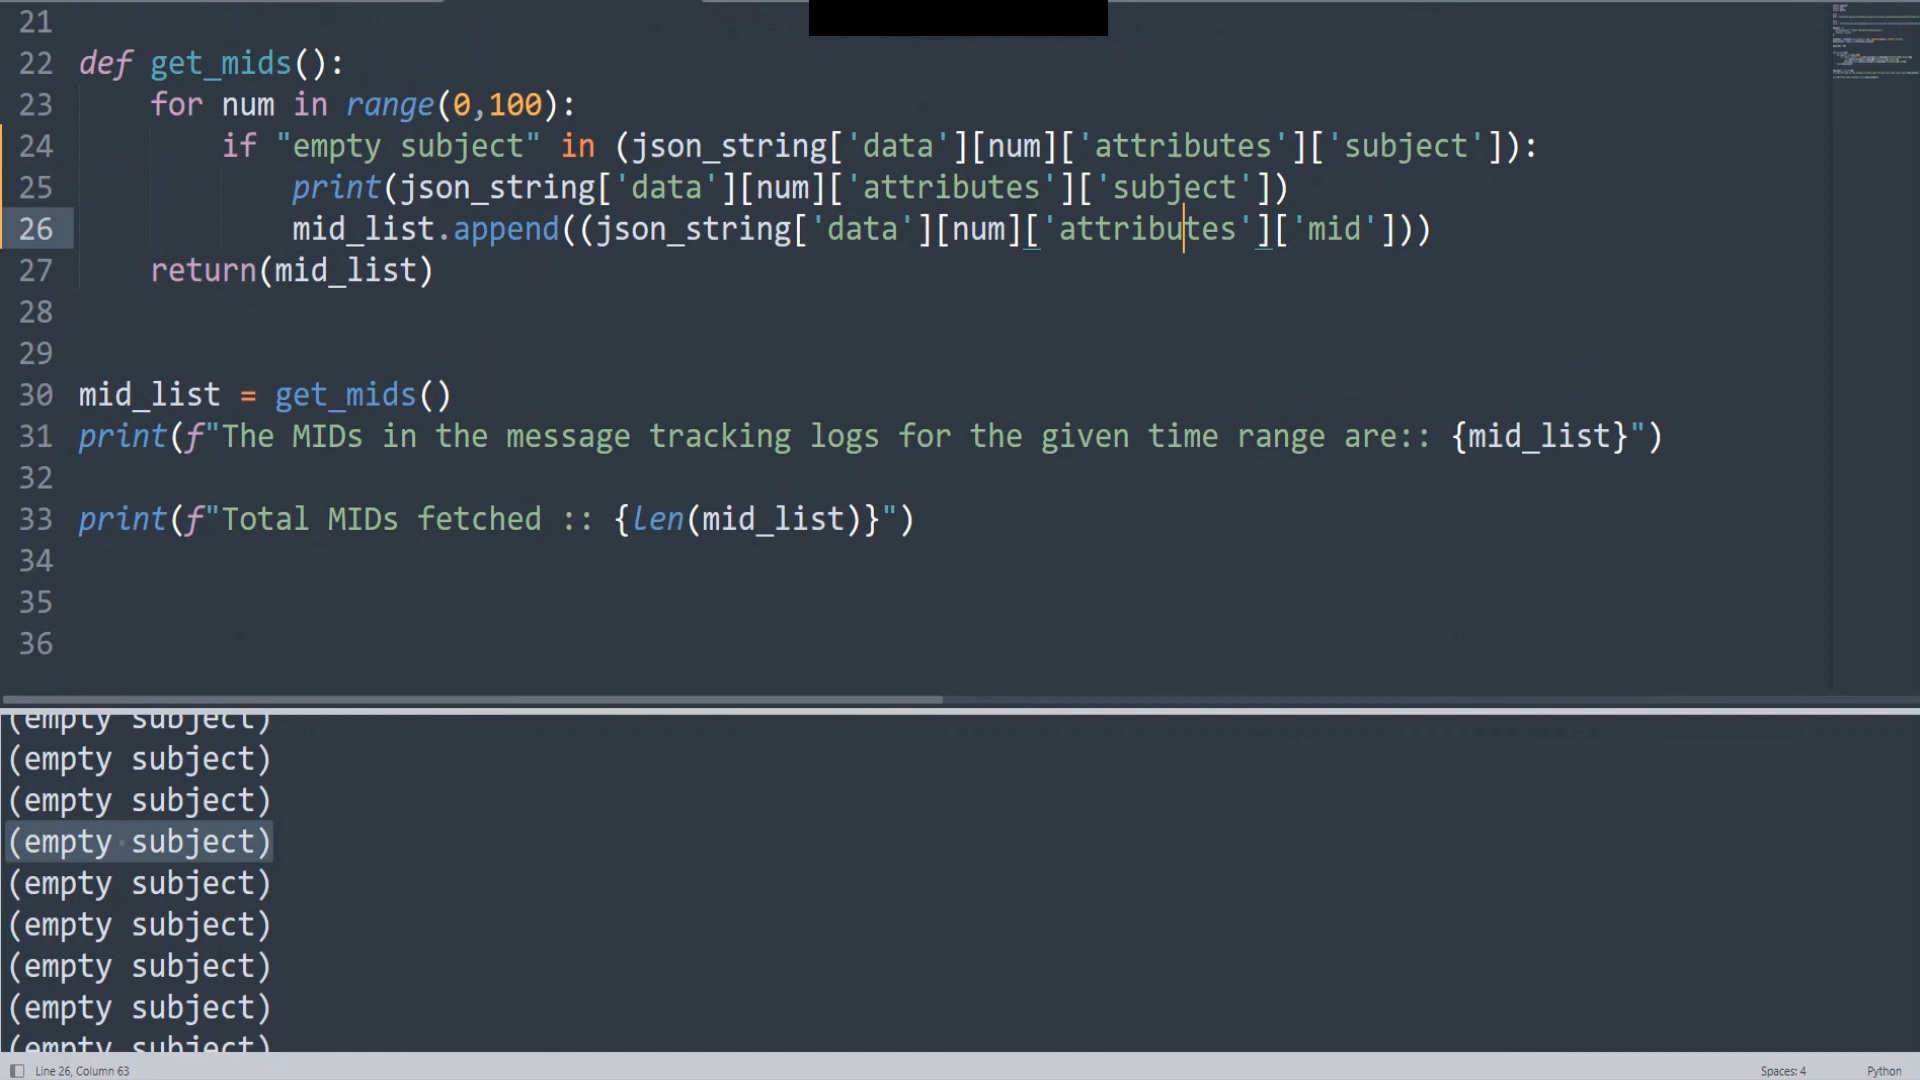 21
22 def get_mids():
23 for num in range(0,100):
24 if "empty subject" in (json_string['data'][num]['attributes']['subject']):
25 print(json_string['data'][num]['attributes']['subject'])
26 mid_list.append((json_string['data'][num]['attributes']['mid']))
27 return(mid_list)
28
29
30 mid_list = get_mids()
31 print(f"The MIDs in the message tracking logs for the given time range are:: {mid_list}")
32
33 print(f"Total MIDs fetched :: {len(mid_list)}")
34
35
36
(empty subject)
(empty subject)
(empty subject)
(empty subject)
(empty subject)
(empty subject)
(empty subject)
(empty subject)
(empty subject)
Line 26, Column 63
Spaces: 4
Python